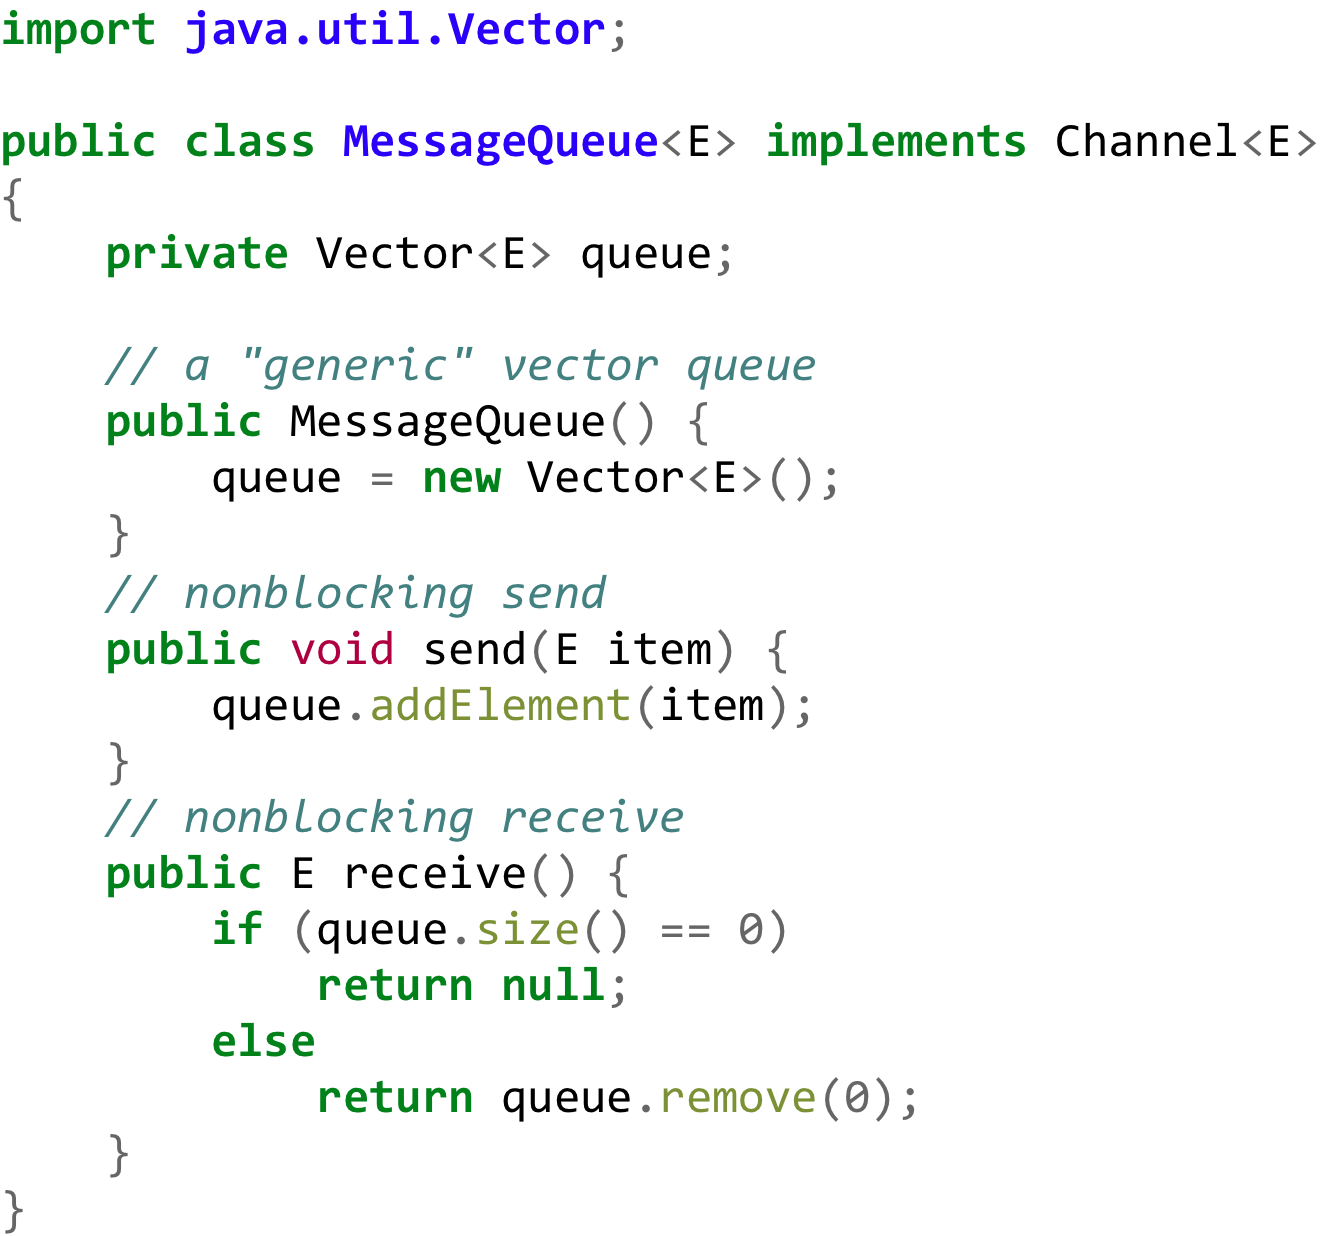 import java.util.Vector;
public class MessageQueue<E> implements Channel<E>
{
    private Vector<E> queue;
    // a "generic" vector queue
    public MessageQueue() {
        queue = new Vector<E>();
    }
    // nonblocking send
    public void send(E item) {
        queue.addElement(item);
    }
    // nonblocking receive
    public E receive() {
        if (queue.size() == 0)
            return null;
        else
            return queue.remove(0);
    }
}